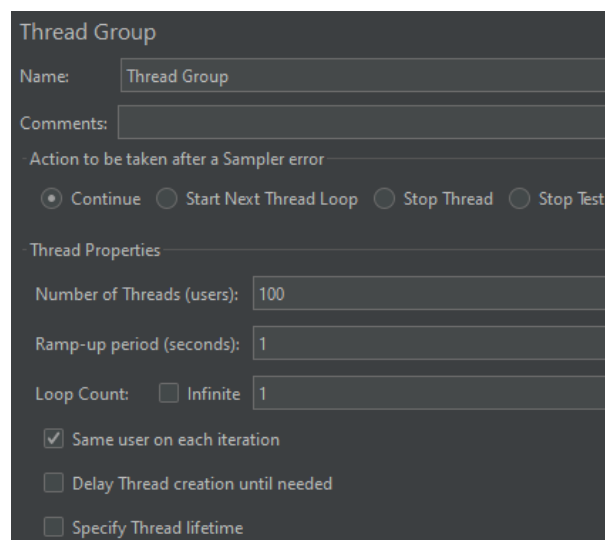 Thread Group
Name: Thread Group
Comments:
Action to be taken after a Sampler error
Continue Start Next Thread Loop Stop Thread Stop Test
Thread Properties
Number of Threads (users): 100
Ramp-up period (seconds): 1
Loop Count: Infinite 1
Same user on each iteration
Delay Thread creation until needed
Specify Thread lifetime